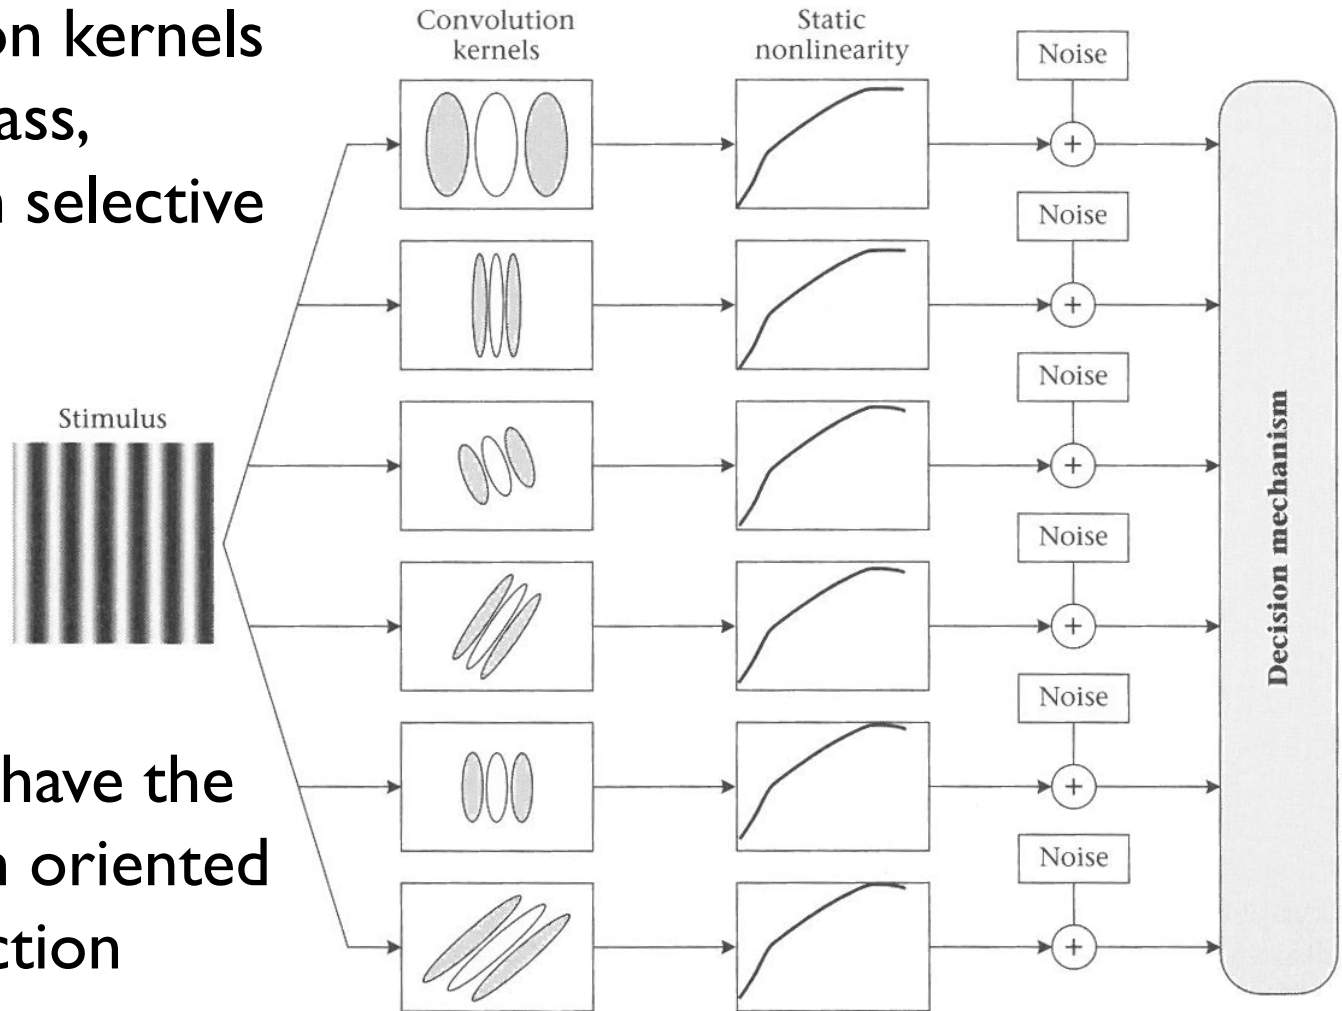 on kernels
ass,
n selective
have the
n oriented
ction
Convolution
kernels
Static
nonlinearity
Noise
+
Noise
+
Noise
+
Noise
+
Noise
+
Noise
+
Stimulus
Decision mechanism